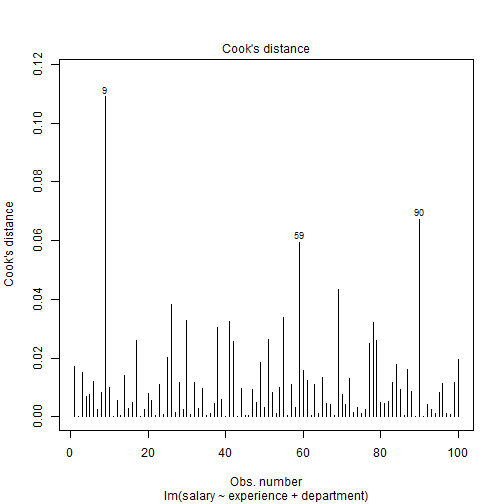 Cook's distance
0.12
9
0.10
0.08
90
0.06
59
Cook's distance
0.04
0.02
0.00
0 20 40 60 80 100
Obs. number
lm(salary ~ experience + department)